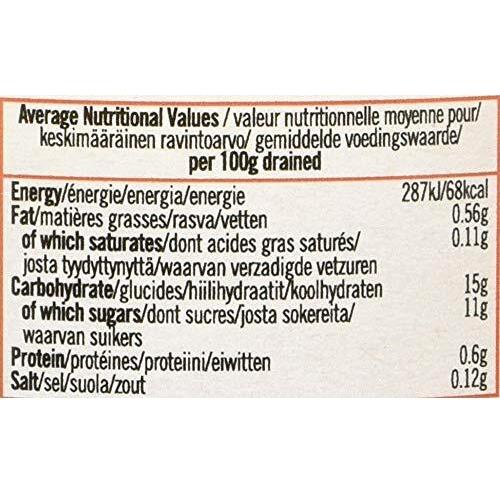 Average Nutritional Values / valeur nutritionnelle moyenne pour/
keskimääräinen ravintoarvo/ gemiddelde voedingswaarde/
per 100g drained
Energy/énergie/energia/energie 287kJ/68kcal
Fat/matières grasses/rasva/vetten 0.56g
of which saturates/dont acides gras saturés/ 0.11g
josta tyydyttynyttä/waarvan verzadigde vetzuren
Carbohydrate/glucides/hiilihydraatit/koolhydraten 15g
of which sugars/dont sucres/josta sokereita/ 11g
waarvan suikers
Protein/protéines/proteiini/eiwitten 0.6g
Salt/sel/suola/zout 0.12g